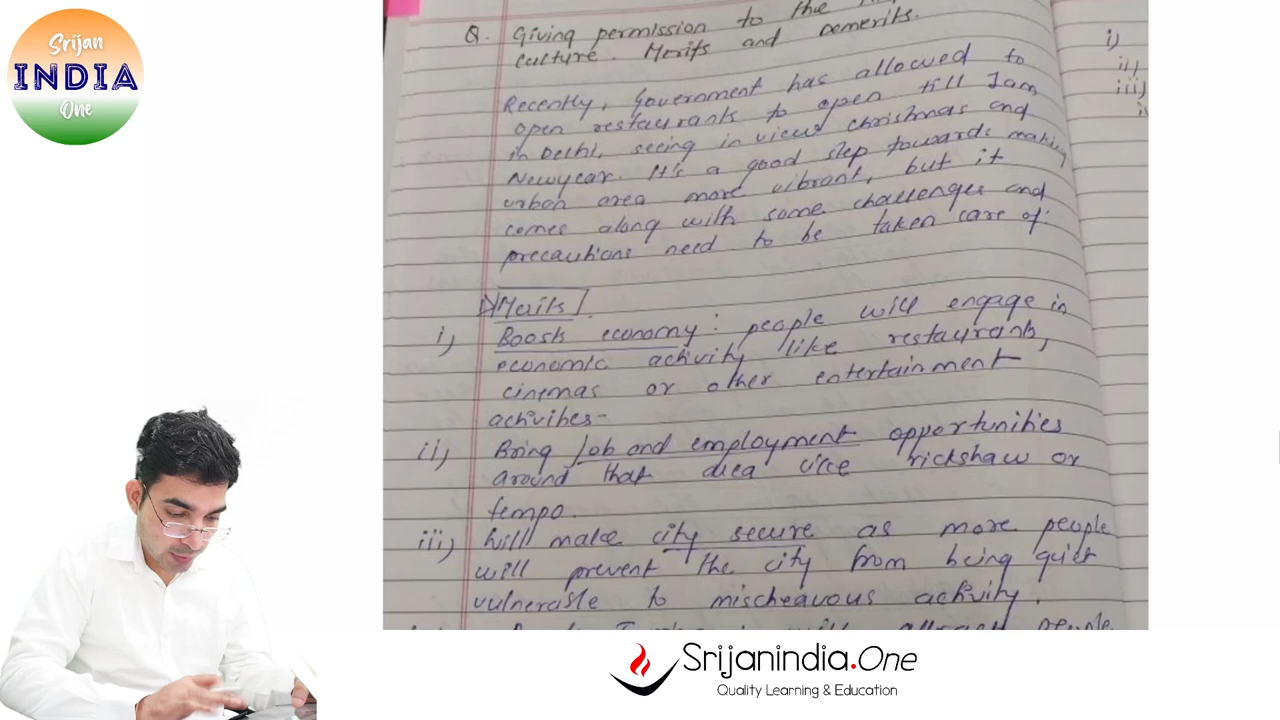 Srijan
INDIA
One
Q. Giving permission to the
culture. Merits and Demerits.
Recently, Government has allowed to
open restaurants to open till 1am
in Delhi, seeing in view christmas and
Newyear. It's a good step towards making
urban area more vibrant, but it
comes along with some challenges and
precautions need to be taken care of.
Merits
i) Boosts economy: people will engage in
economic activity like restaurants,
cinemas or other entertainment
activities-
ii) Bring Job and employment opportunities
around that area like rickshaw or
tempo.
iii) Will make city secure as more people
will prevent the city from being quiet
vulnerable to mischeavous activity.
will attract people
i)
ii)
iii)
Srijanindia.One
Quality Learning & Education